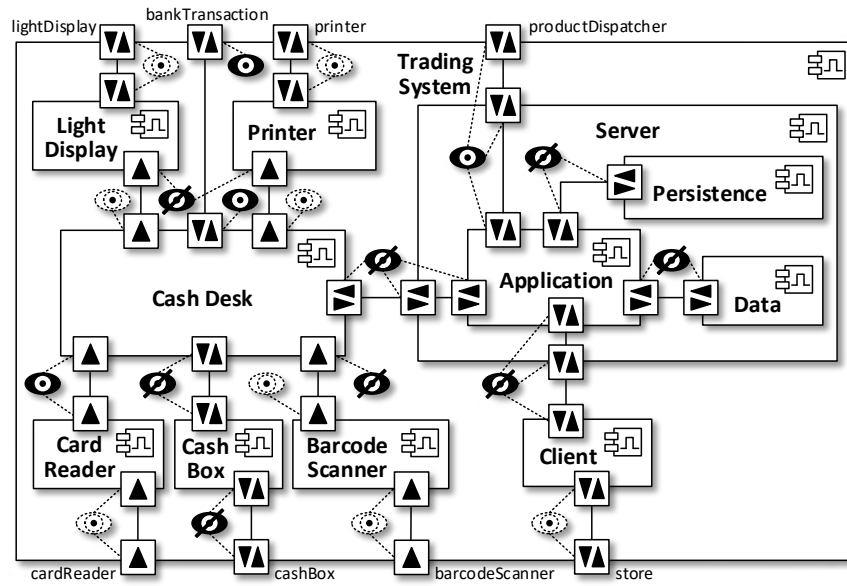 lightDisplay
bankTransaction
printer
productDispatcher
Trading
System
Light
Display
Printer
Server
Persistence
Cash Desk
Application
Data
Card
Reader
Cash
Box
Barcode
Scanner
Client
cardReader
cashBox
barcodeScanner
store